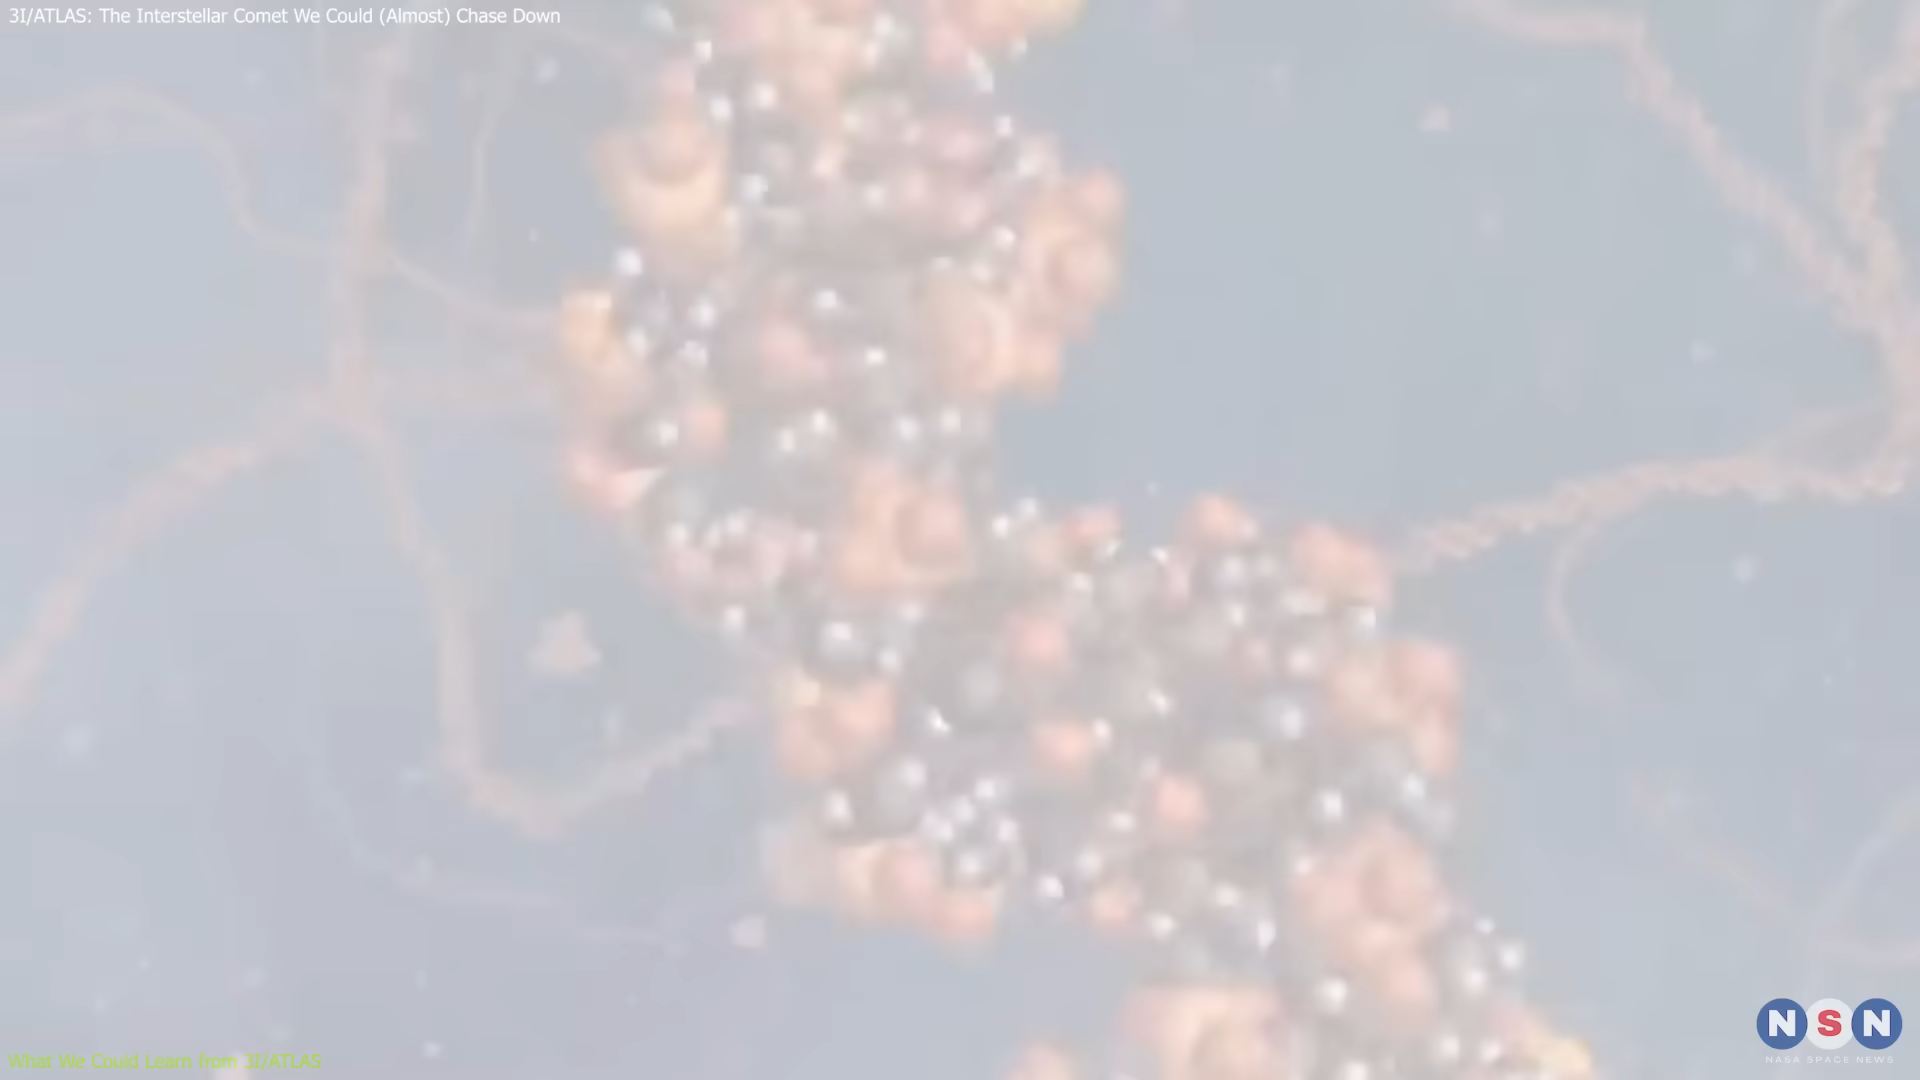 3I/ATLAS: The Interstellar Comet We Could (Almost) Chase Down
What We Could Learn from 3I/ATLAS
NSN
NASA SPACE NEWS